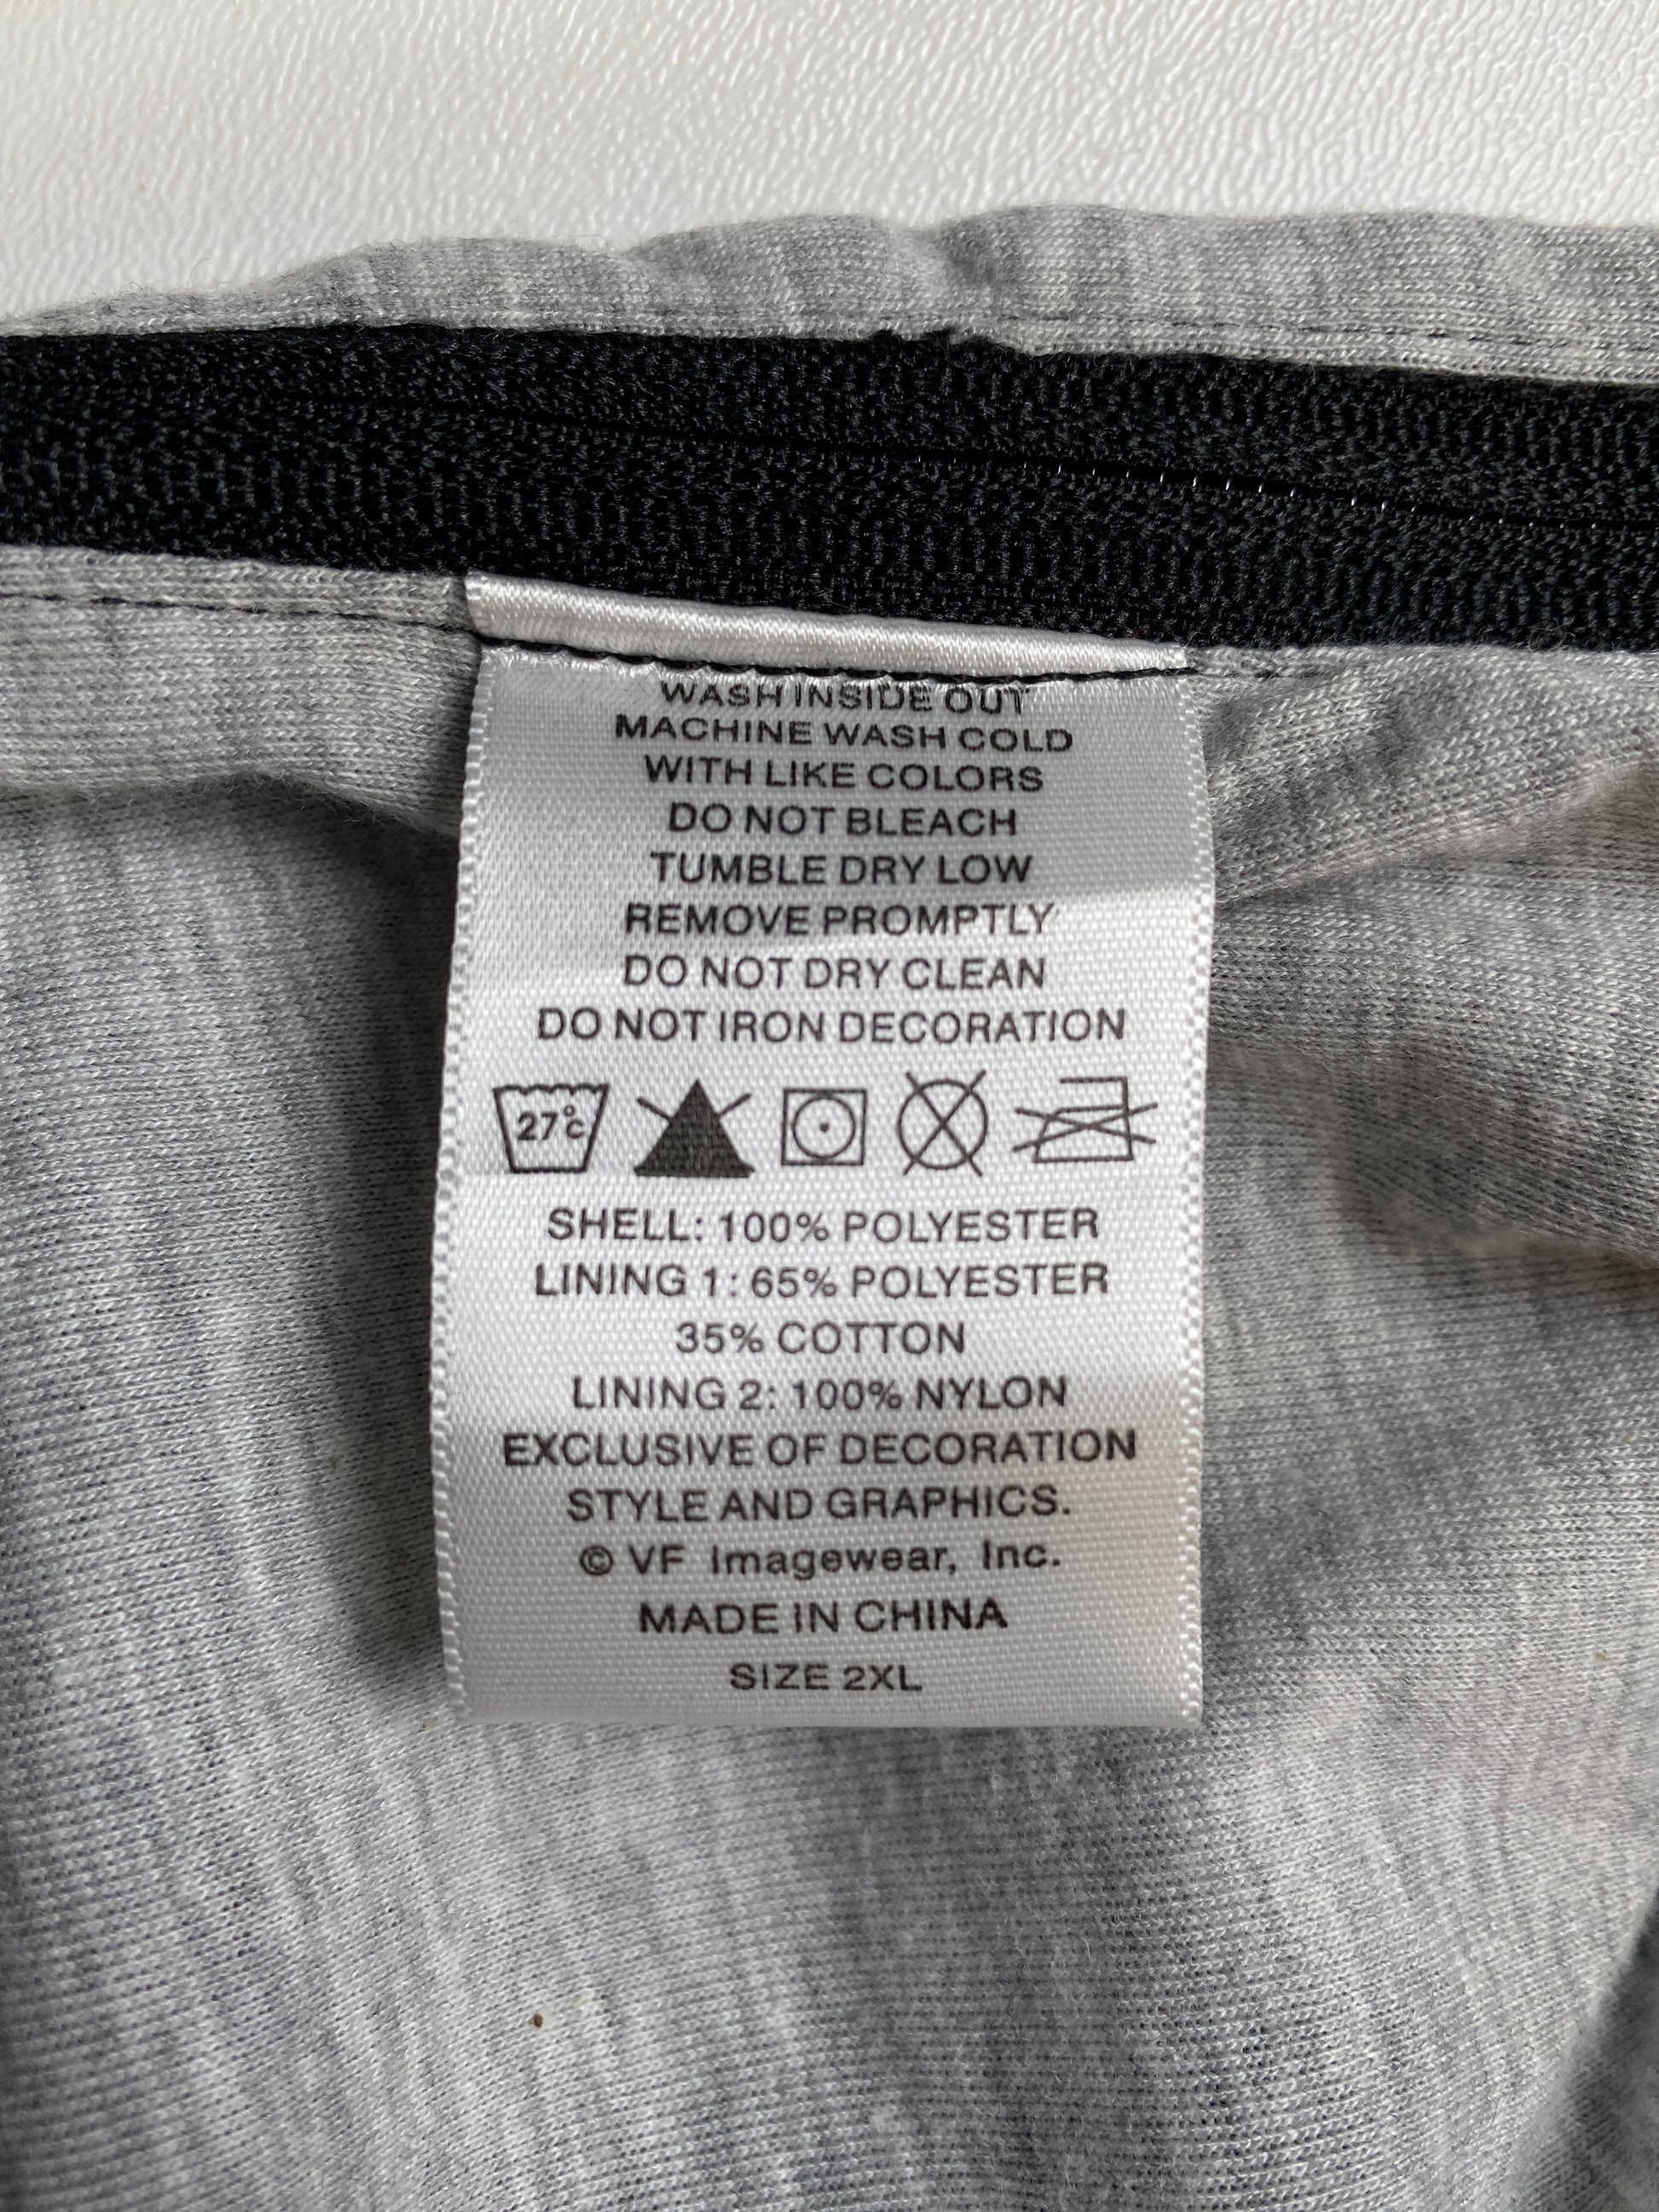 WASH INSIDE OUT
MACHINE WASH COLD
WITH LIKE COLORS
DO NOT BLEACH
TUMBLE DRY LOW
REMOVE PROMPTLY
DO NOT DRY CLEAN
DO NOT IRON DECORATION
27°C
SHELL: 100% POLYESTER
LINING 1: 65% POLYESTER
35% COTTON
LINING 2: 100% NYLON
EXCLUSIVE OF DECORATION
STYLE AND GRAPHICS.
© VF Imagewear, Inc.
MADE IN CHINA
SIZE 2XL